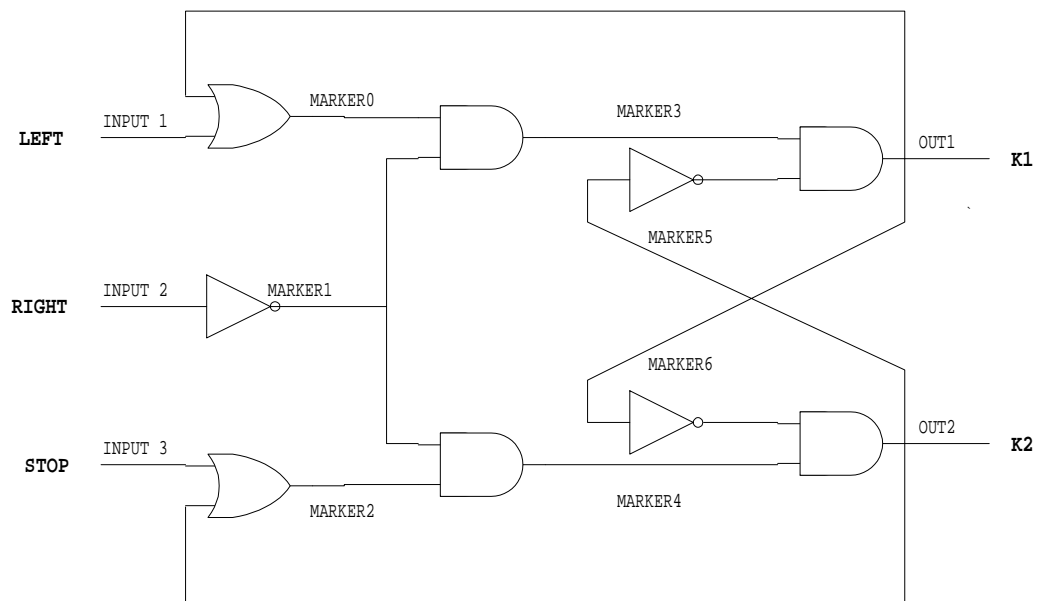 MARKER0
MARKER3
INPUT 1
LEFT
OUT1
K1
MARKER5
RIGHT
INPUT 2
MARKER1
MARKER6
OUT2
K2
INPUT 3
STOP
MARKER2
MARKER4